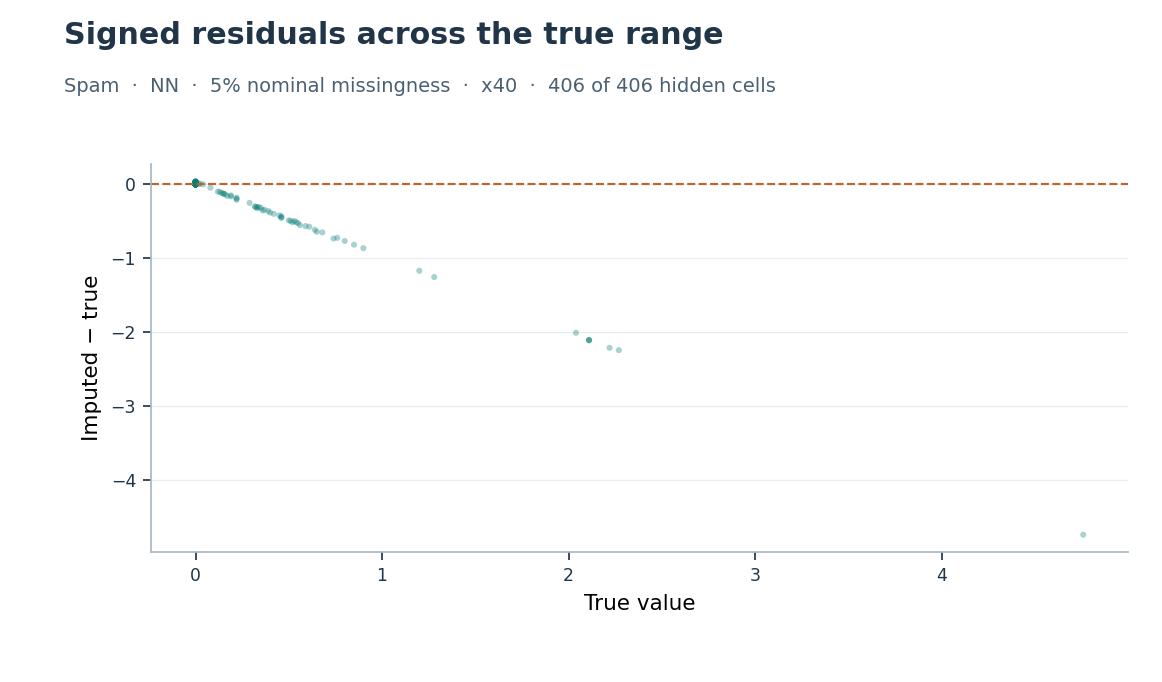 Signed residuals across the true range
Spam · NN · 5% nominal missingness · x40 · 406 of 406 hidden cells
0
−1
−2
−3
−4
Imputed − true
0 1 2 3 4
True value